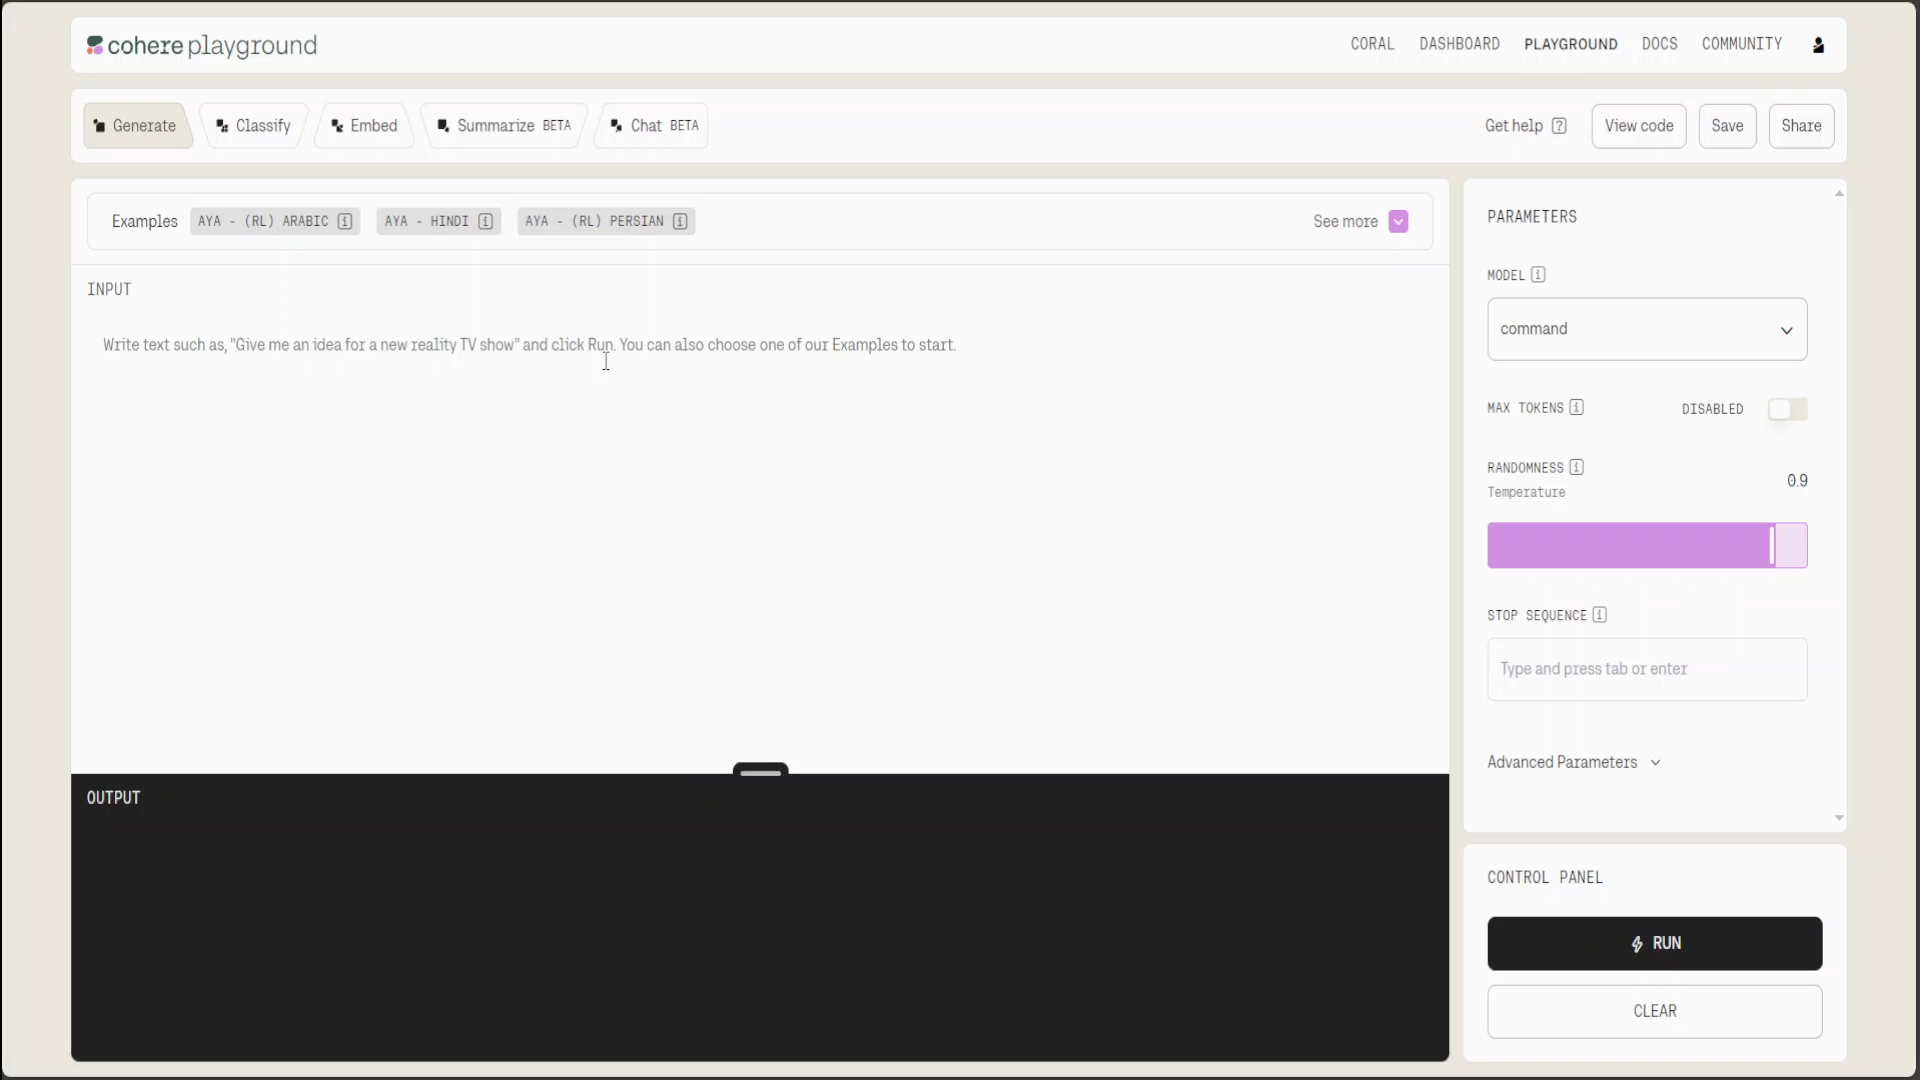 cohere playground
CORAL DASHBOARD PLAYGROUND DOCS COMMUNITY
Generate Classify Embed Summarize BETA Chat BETA
Get help ? View code Save Share
Examples AYA - (RL) ARABIC i AYA - HINDI i AYA - (RL) PERSIAN i See more
INPUT
Write text such as, "Give me an idea for a new reality TV show" and click Run. You can also choose one of our Examples to start.
OUTPUT
PARAMETERS
MODEL i
command
MAX TOKENS i DISABLED
RANDOMNESS i
Temperature 0.9
STOP SEQUENCE i
Type and press tab or enter
Advanced Parameters
CONTROL PANEL
RUN
CLEAR